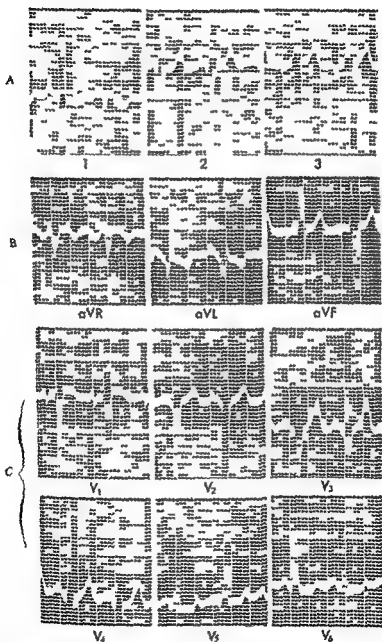 A
1 2 3
B
aVR aVL aVF
C
V₁ V₂ V₃
V₄ V₅ V₆